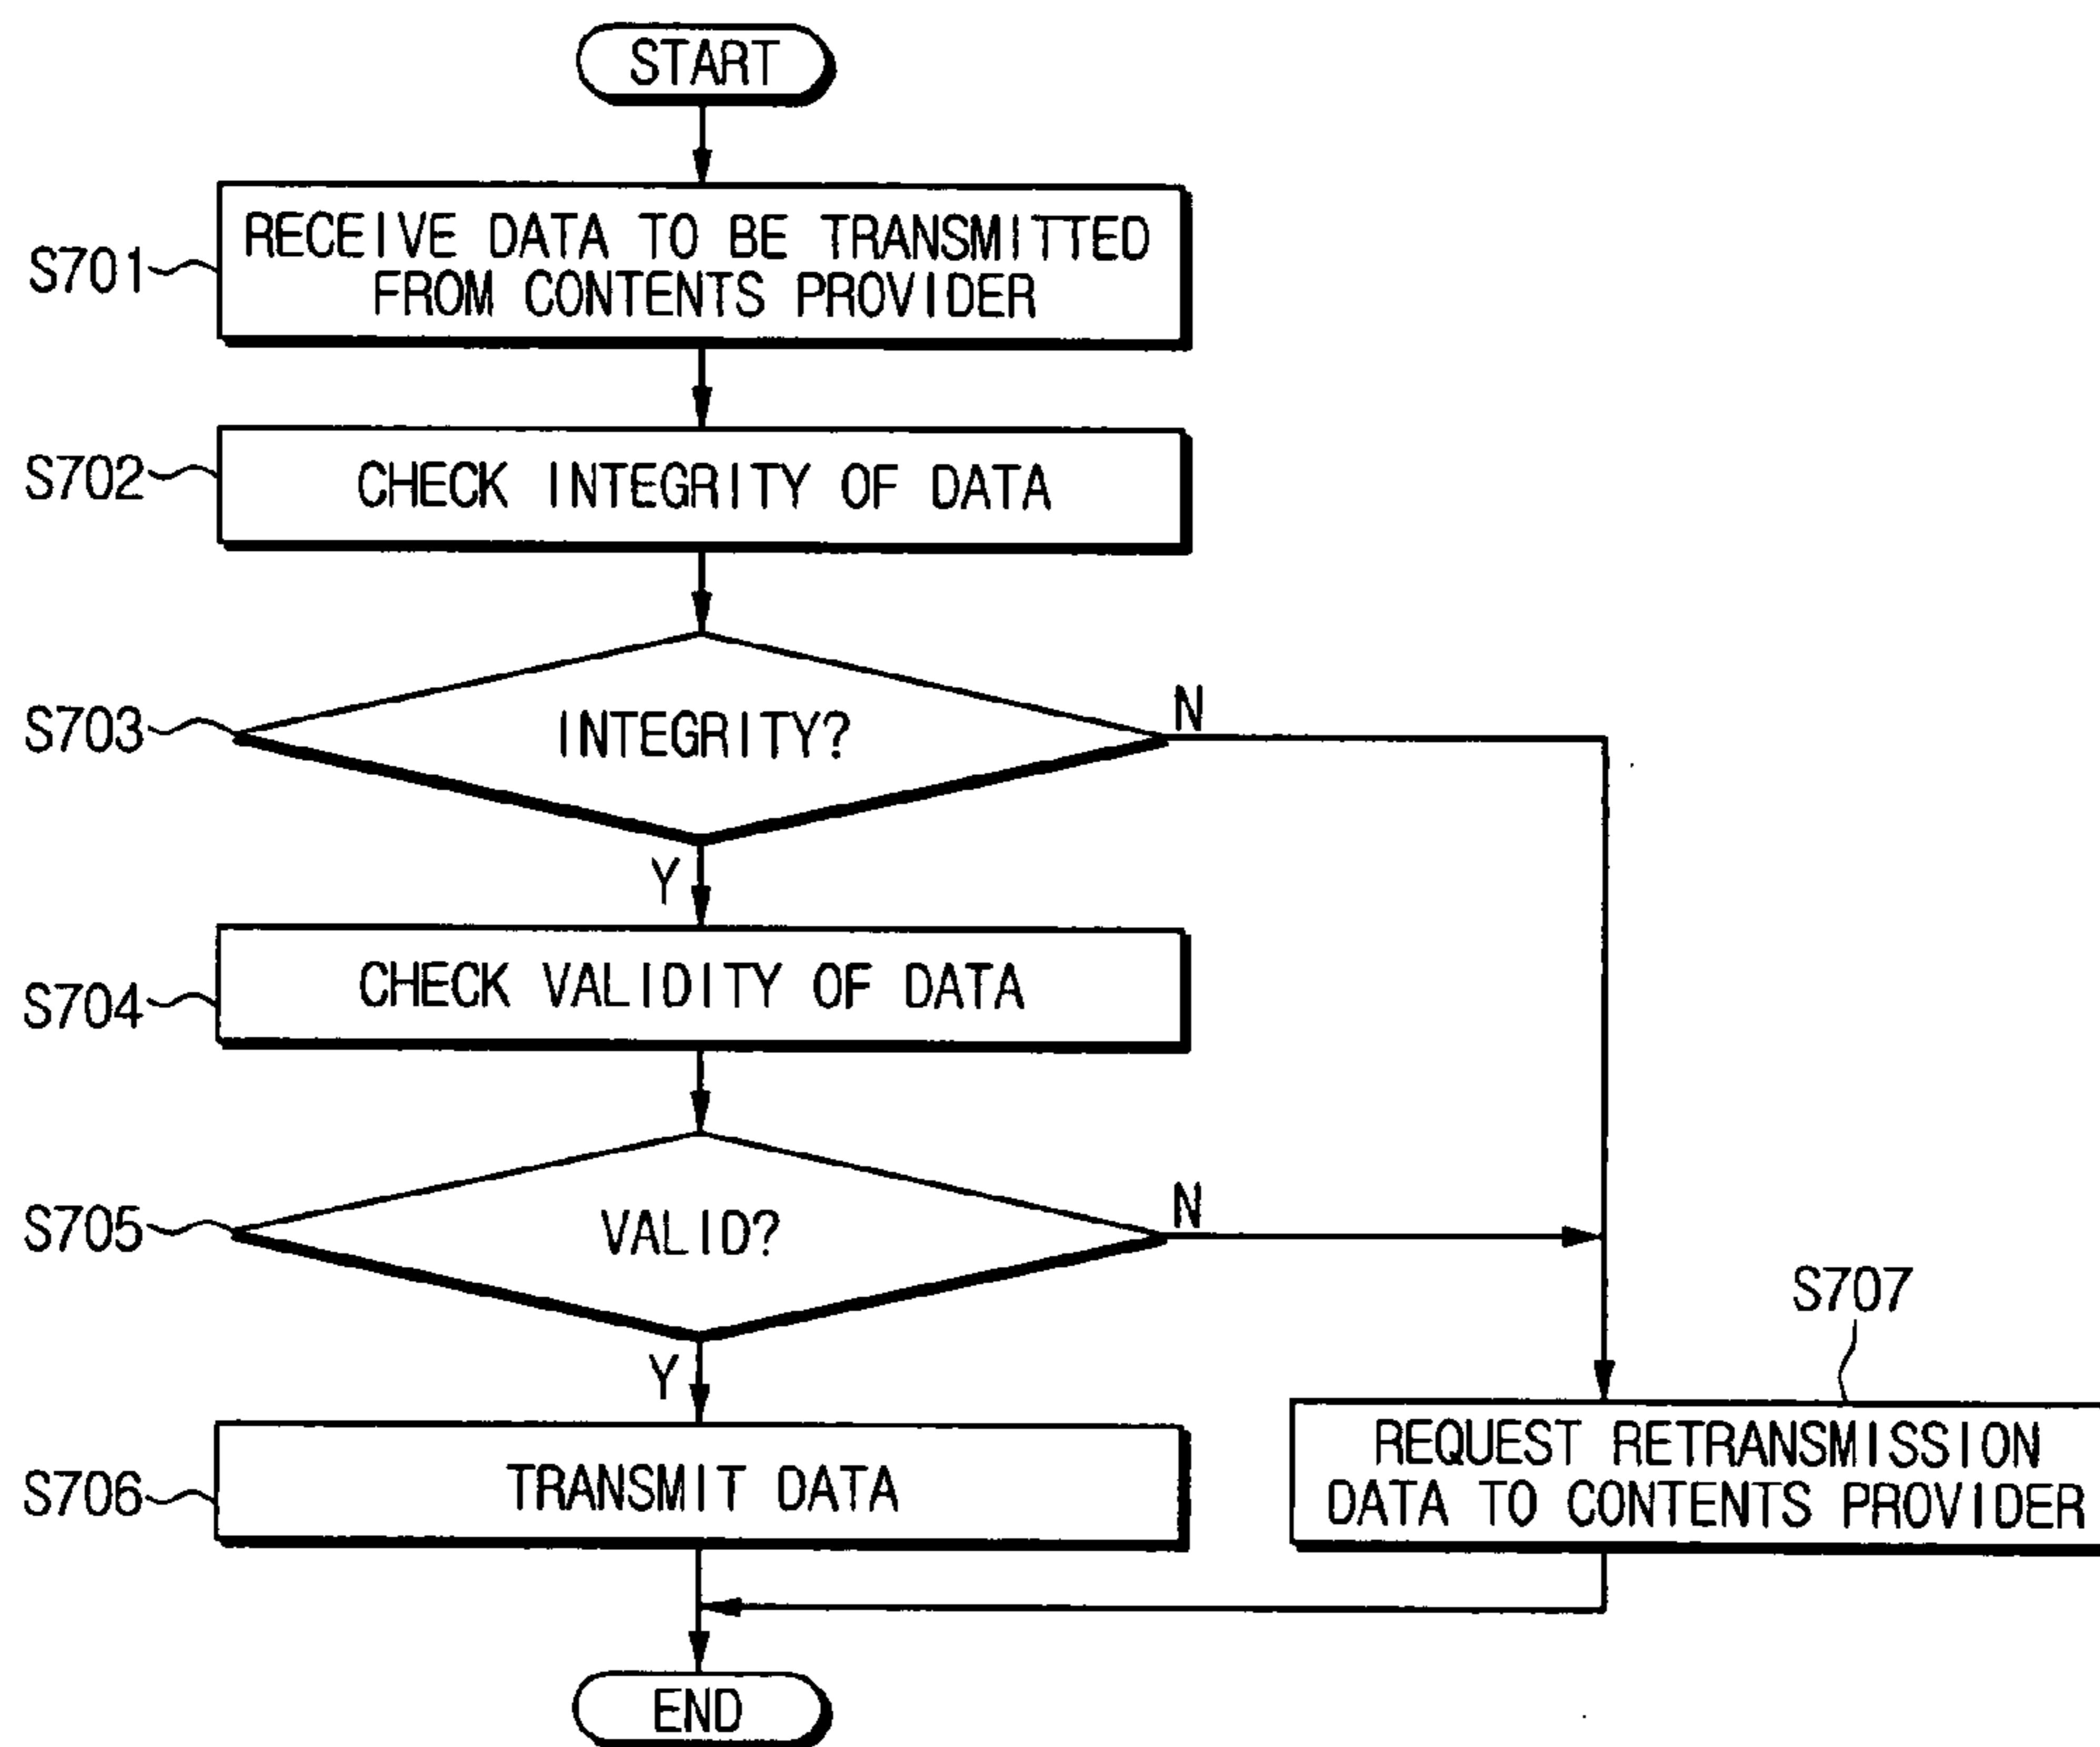 START
S701
RECEIVE DATA TO BE TRANSMITTED
FROM CONTENTS PROVIDER
S702
CHECK INTEGRITY OF DATA
S703
INTEGRITY?
N
Y
S704
CHECK VALIDITY OF DATA
S705
VALID?
N
Y
S707
S706
TRANSMIT DATA
REQUEST RETRANSMISSION
DATA TO CONTENTS PROVIDER
END